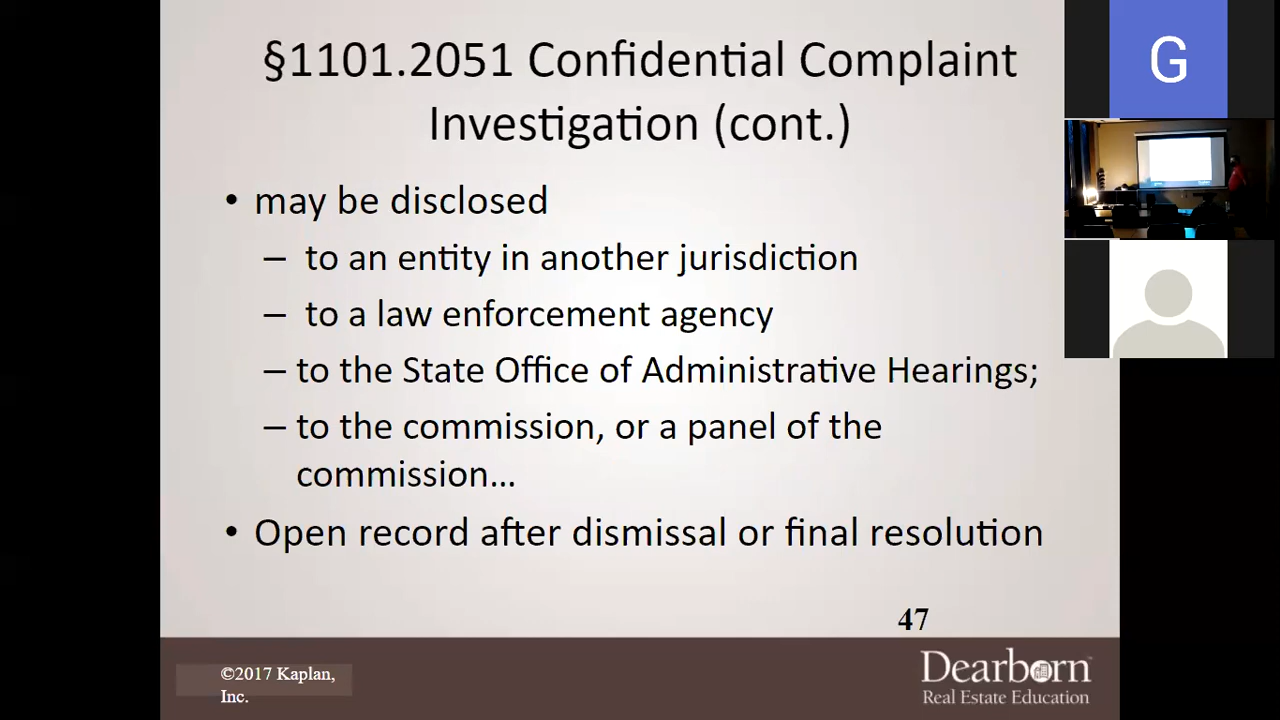 §1101.2051 Confidential Complaint
Investigation (cont.)
• may be disclosed
– to an entity in another jurisdiction
– to a law enforcement agency
– to the State Office of Administrative Hearings;
– to the commission, or a panel of the
commission…
• Open record after dismissal or final resolution
47
©2017 Kaplan,
Inc.
Dearborn
Real Estate Education
G